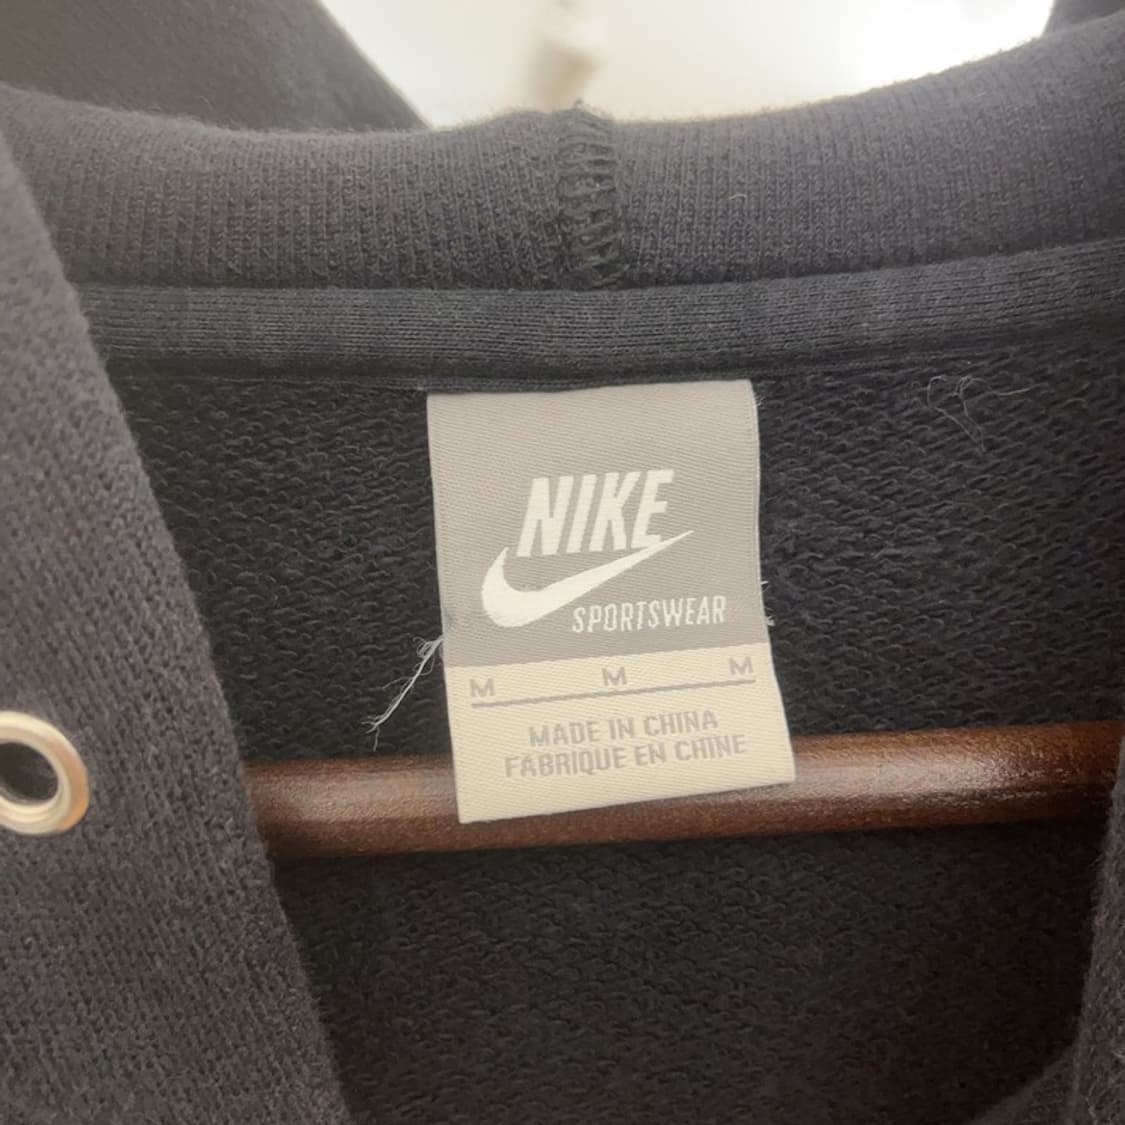 NIKE
SPORTSWEAR
M M M
MADE IN CHINA
FABRIQUE EN CHINE